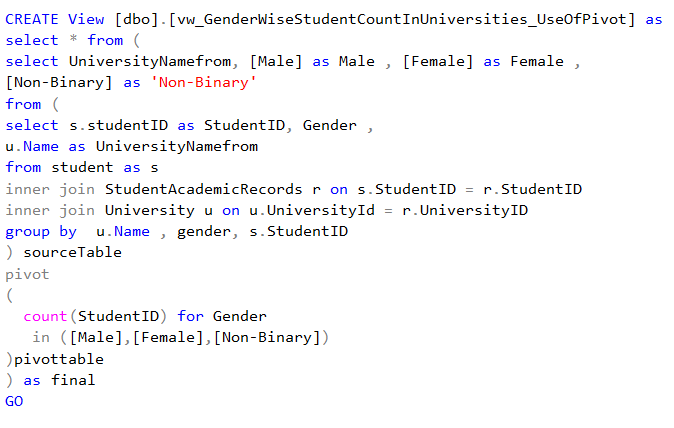 CREATE View [dbo].[vw_GenderWiseStudentCountInUniversities_UseOfPivot] as
select * from (
select UniversityNamefrom, [Male] as Male , [Female] as Female ,
[Non-Binary] as 'Non-Binary'
from (
select s.studentID as StudentID, Gender ,
u.Name as UniversityNamefrom
from student as s
inner join StudentAcademicRecords r on s.StudentID = r.StudentID
inner join University u on u.UniversityId = r.UniversityID
group by  u.Name , gender, s.StudentID
) sourceTable
pivot
(
  count(StudentID) for Gender
   in ([Male],[Female],[Non-Binary])
)pivottable
) as final
GO